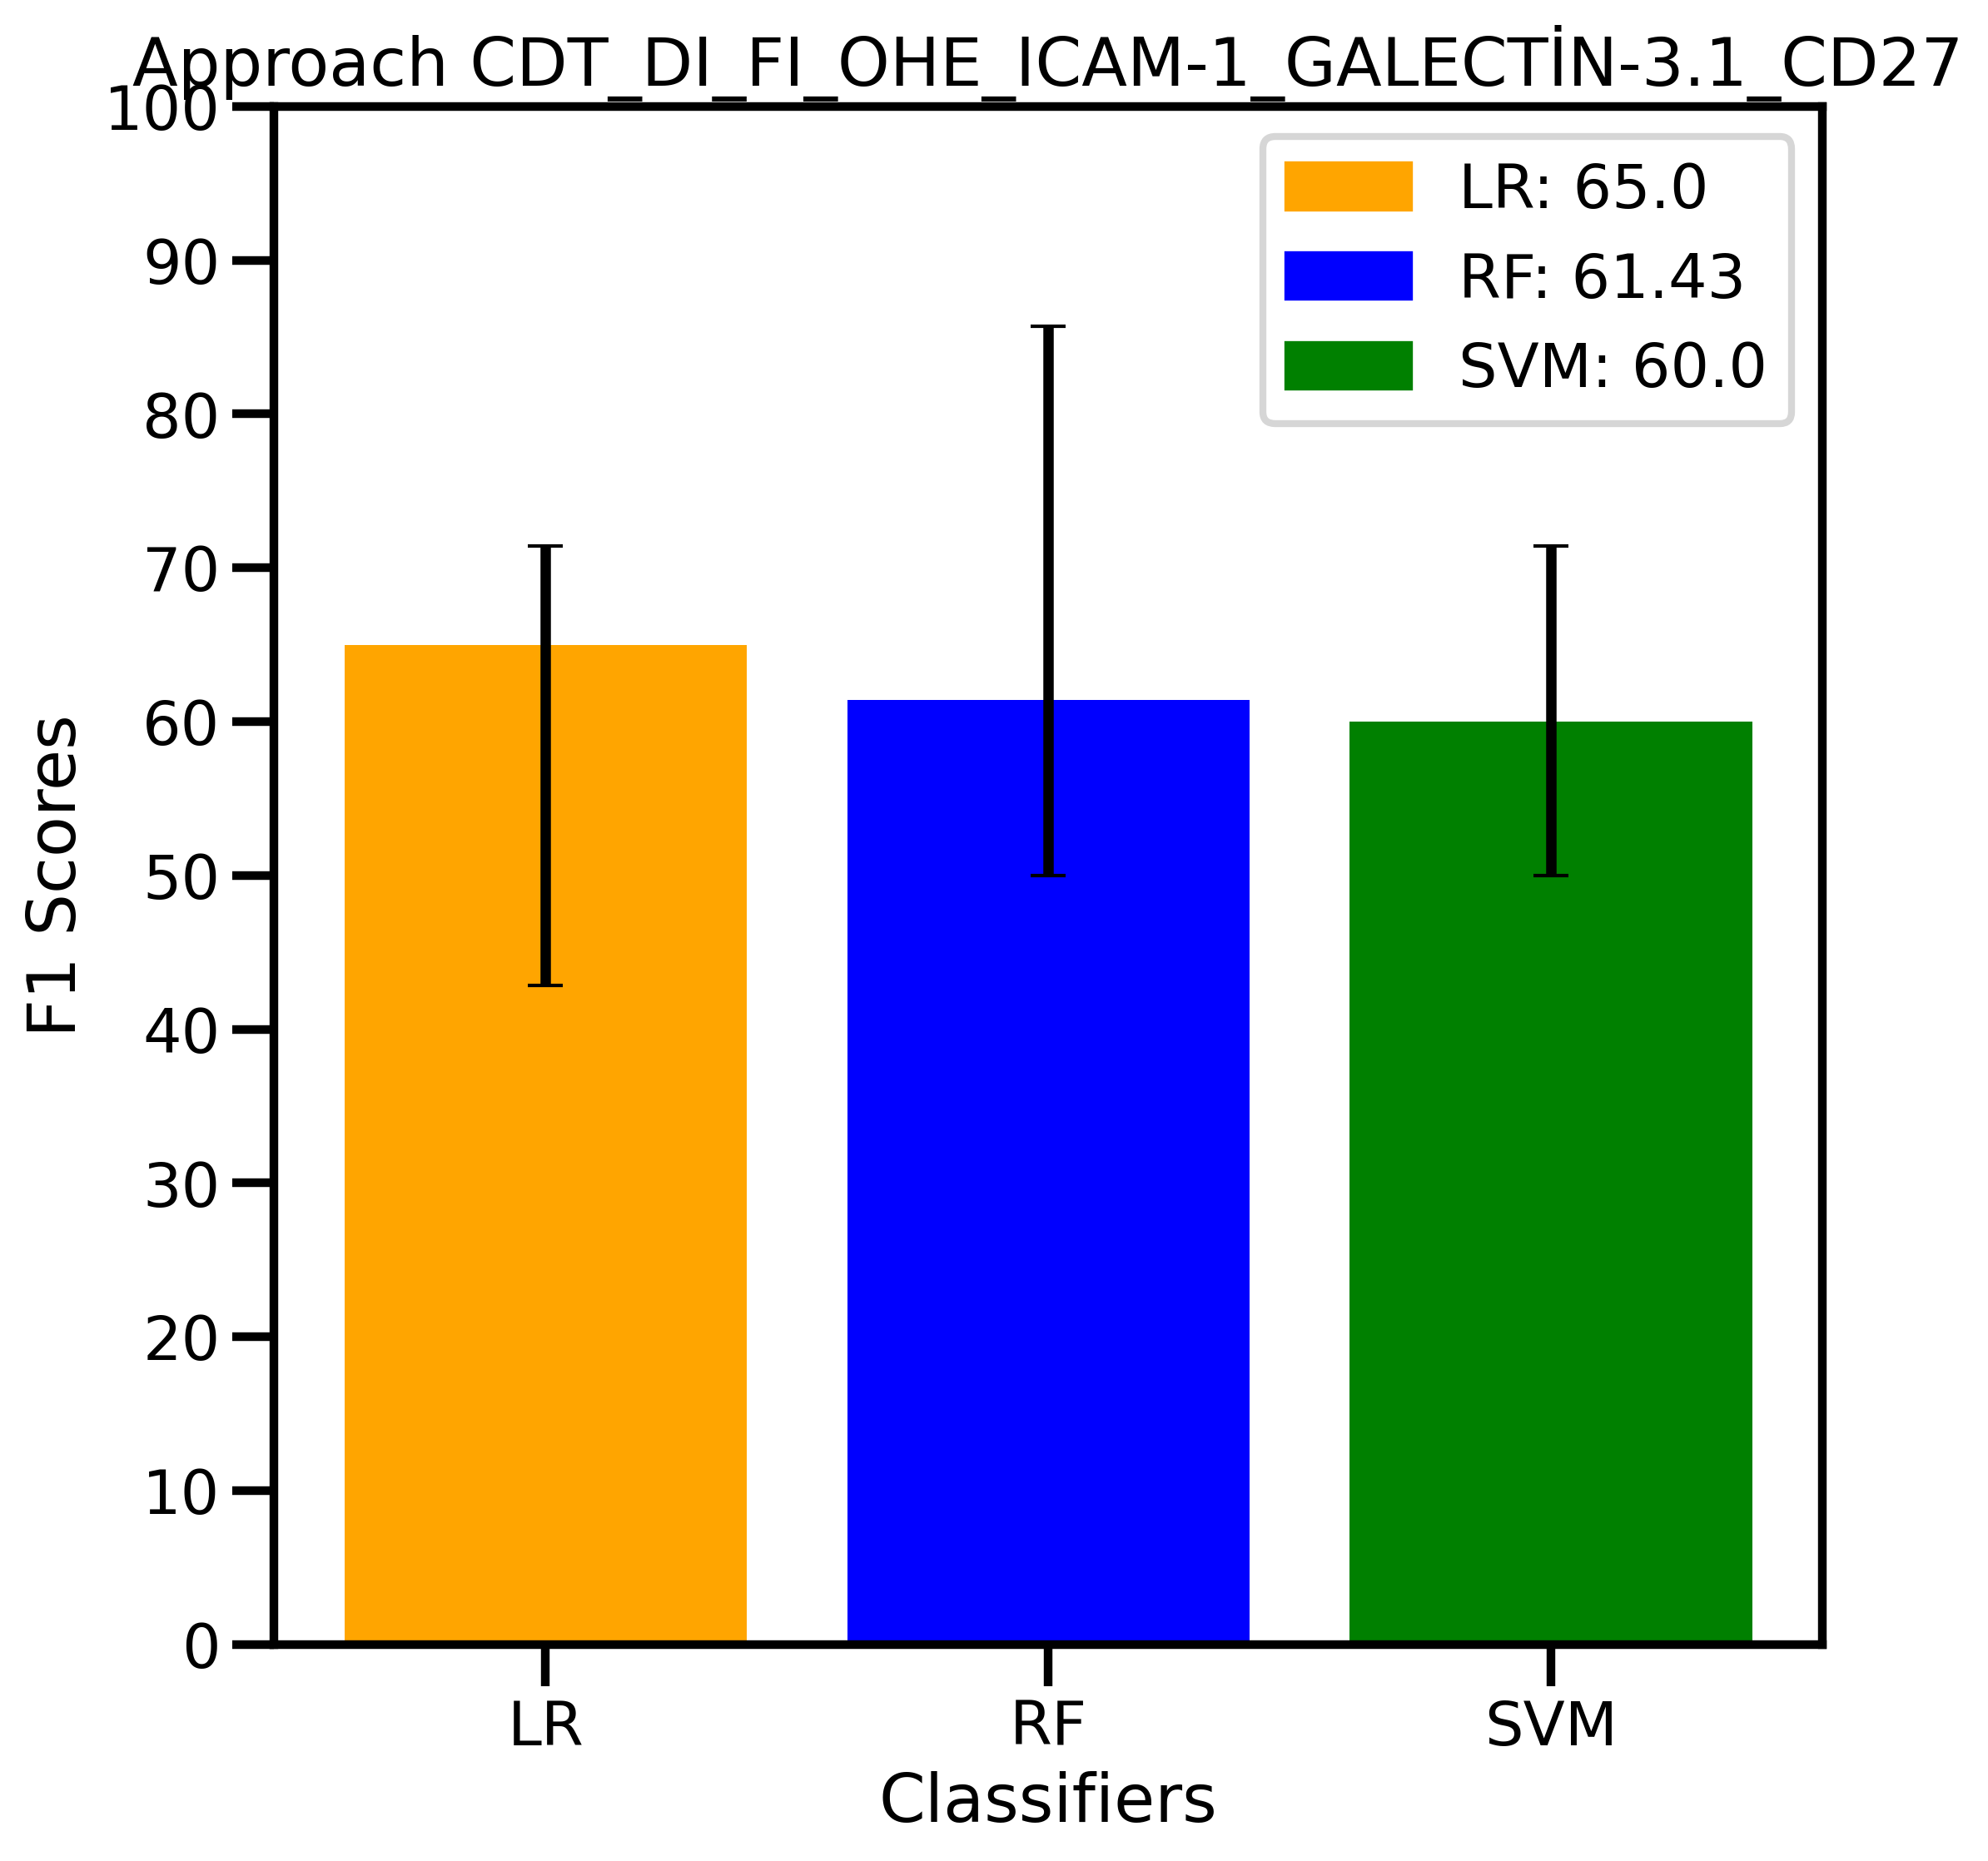 Approach CDT_DI_FI_OHE_ICAM-1_GALECTİN-3.1_CD27
LR: 65.0
RF: 61.43
SVM: 60.0
F1 Scores
100
90
80
70
60
50
40
30
20
10
0
LR RF SVM
Classifiers